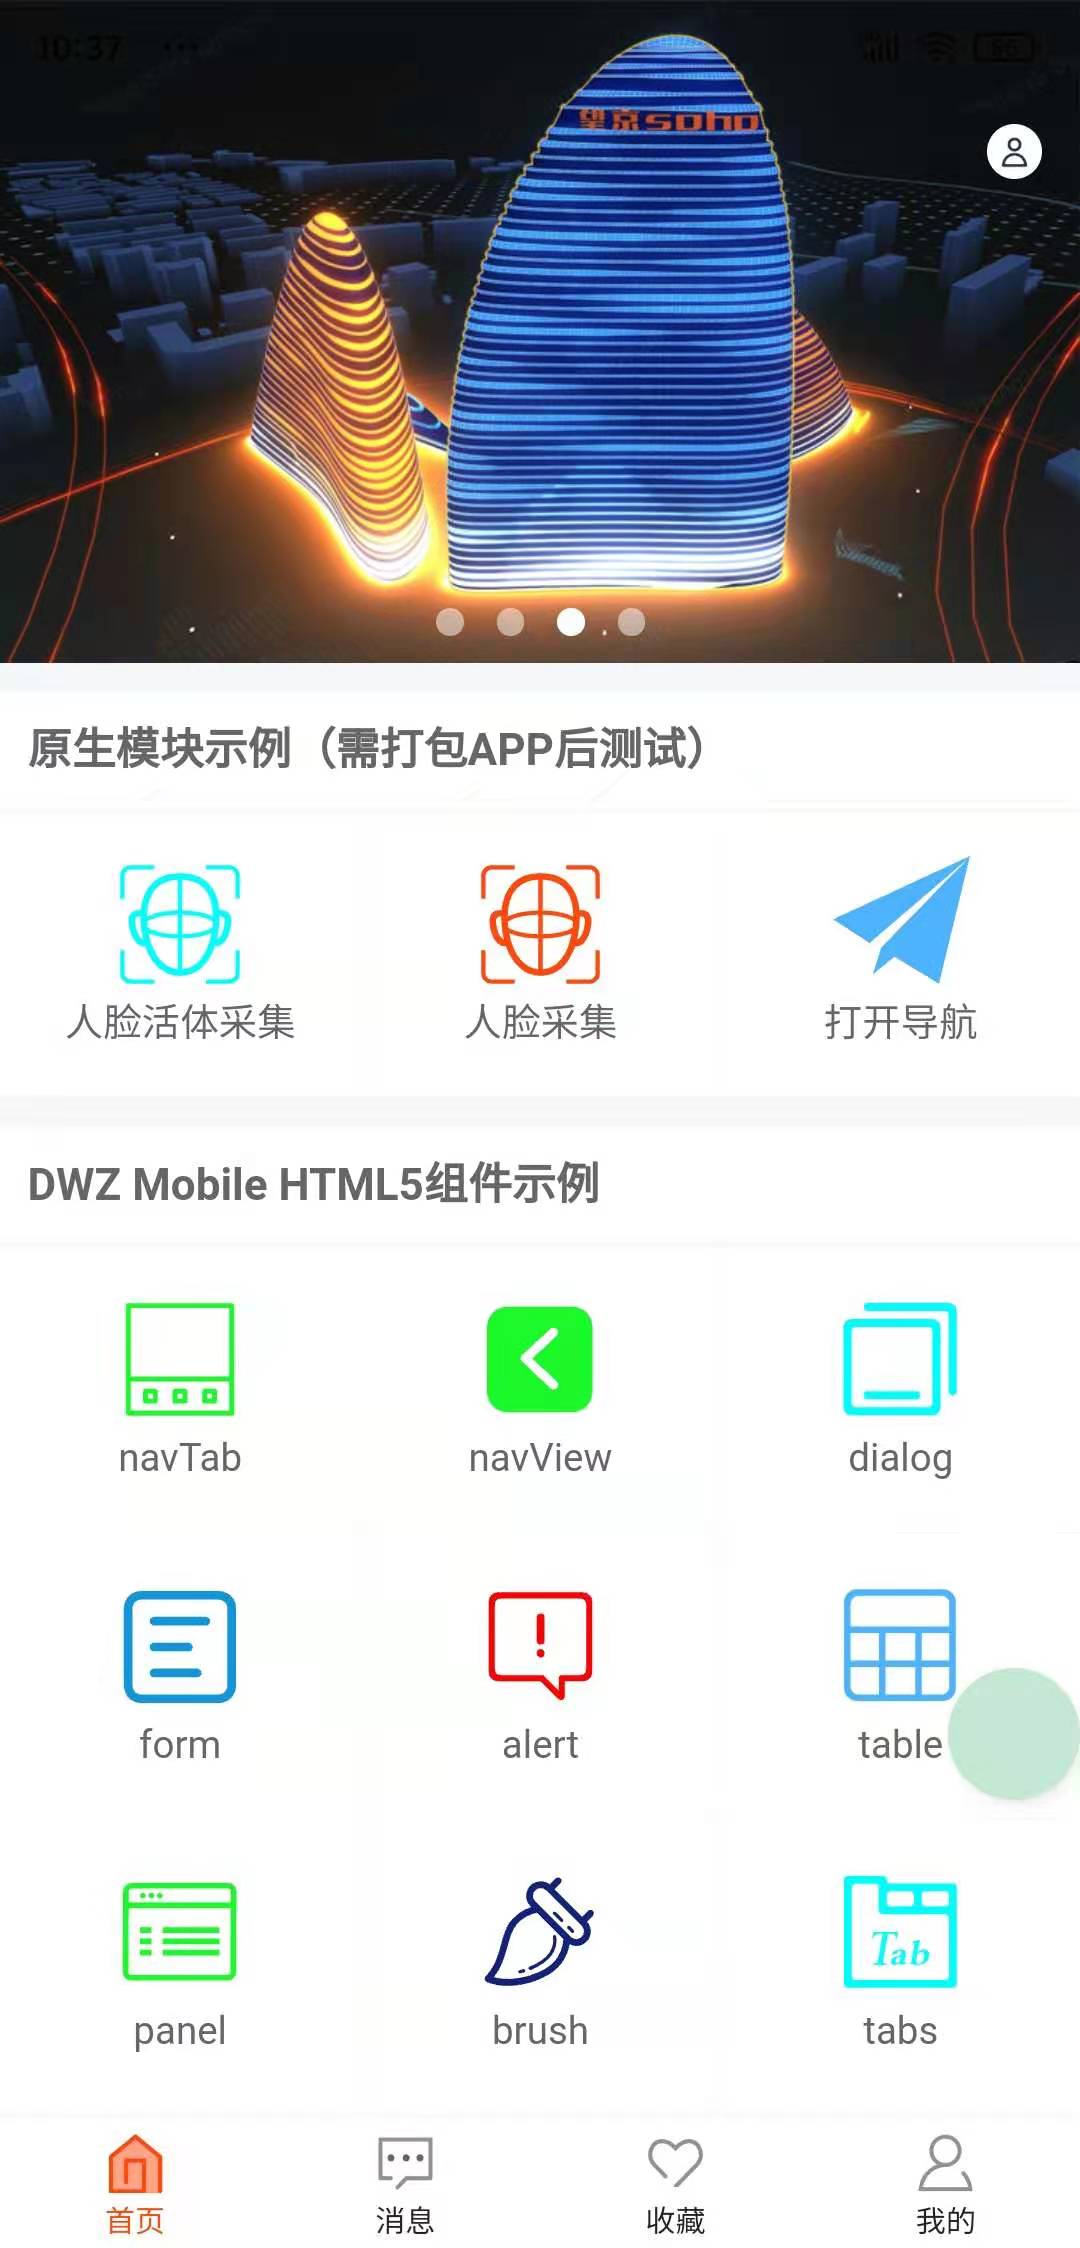 10:37
望京soho
原生模块示例（需打包APP后测试）
人脸活体采集
人脸采集
打开导航
DWZ Mobile HTML5组件示例
navTab
navView
dialog
form
alert
table
panel
brush
Tab
tabs
首页
消息
收藏
我的